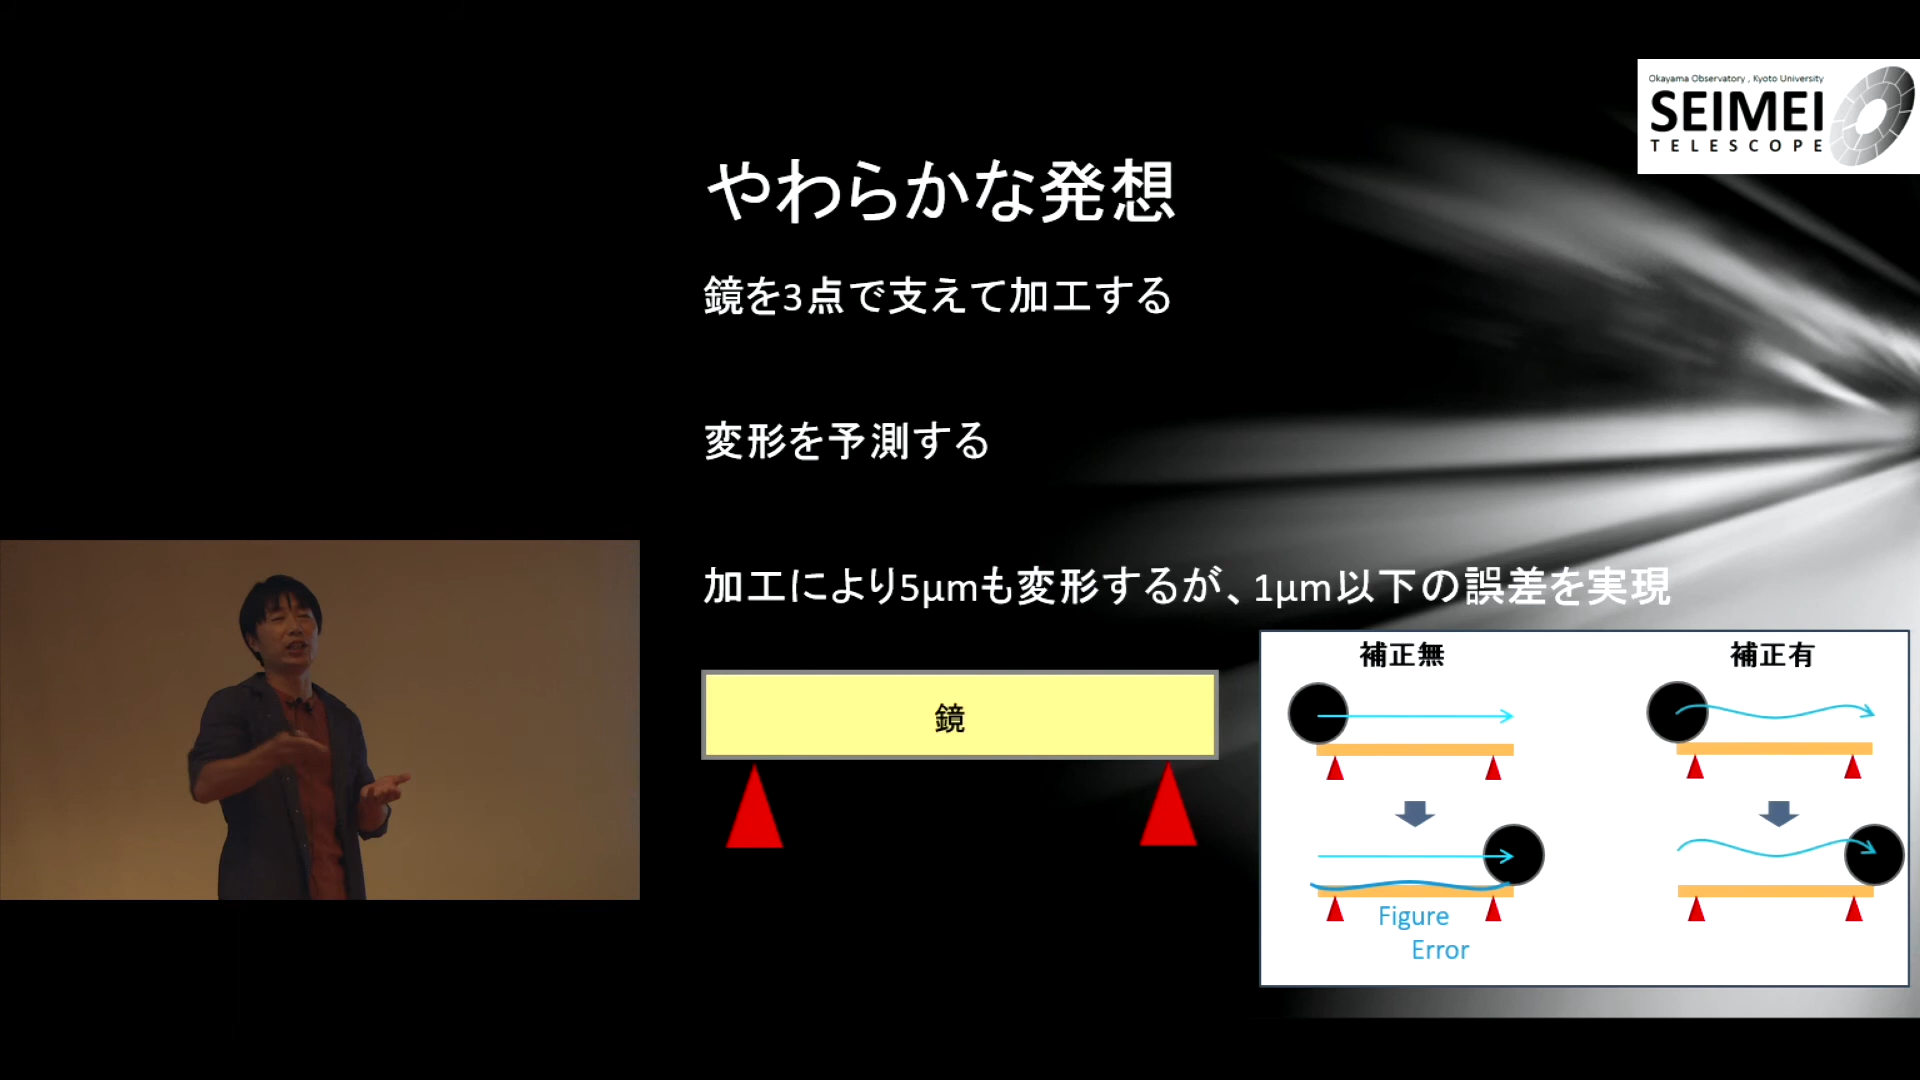 Okayama Observatory , Kyoto University
SEIMEI
TELESCOPE
やわらかな発想
鏡を3点で支えて加工する
変形を予測する
加工により5μmも変形するが、1μm以下の誤差を実現
鏡
補正無
補正有
Figure
Error